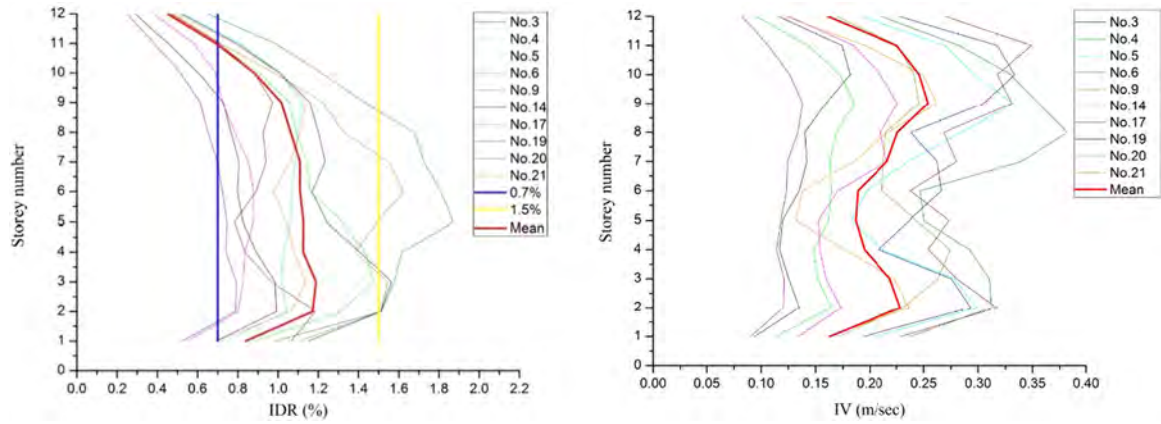 12
11
10
9
8
7
6
5
4
3
2
1
0
Storey number
0.0 0.2 0.4 0.6 0.8 1.0 1.2 1.4 1.6 1.8 2.0 2.2
IDR (%)
No.3
No.4
No.5
No.6
No.9
No.14
No.17
No.19
No.20
No.21
0.7%
1.5%
Mean
12
11
10
9
8
7
6
5
4
3
2
1
0
Storey number
0.00 0.05 0.10 0.15 0.20 0.25 0.30 0.35 0.40
IV (m/sec)
No.3
No.4
No.5
No.6
No.9
No.14
No.17
No.19
No.20
No.21
Mean